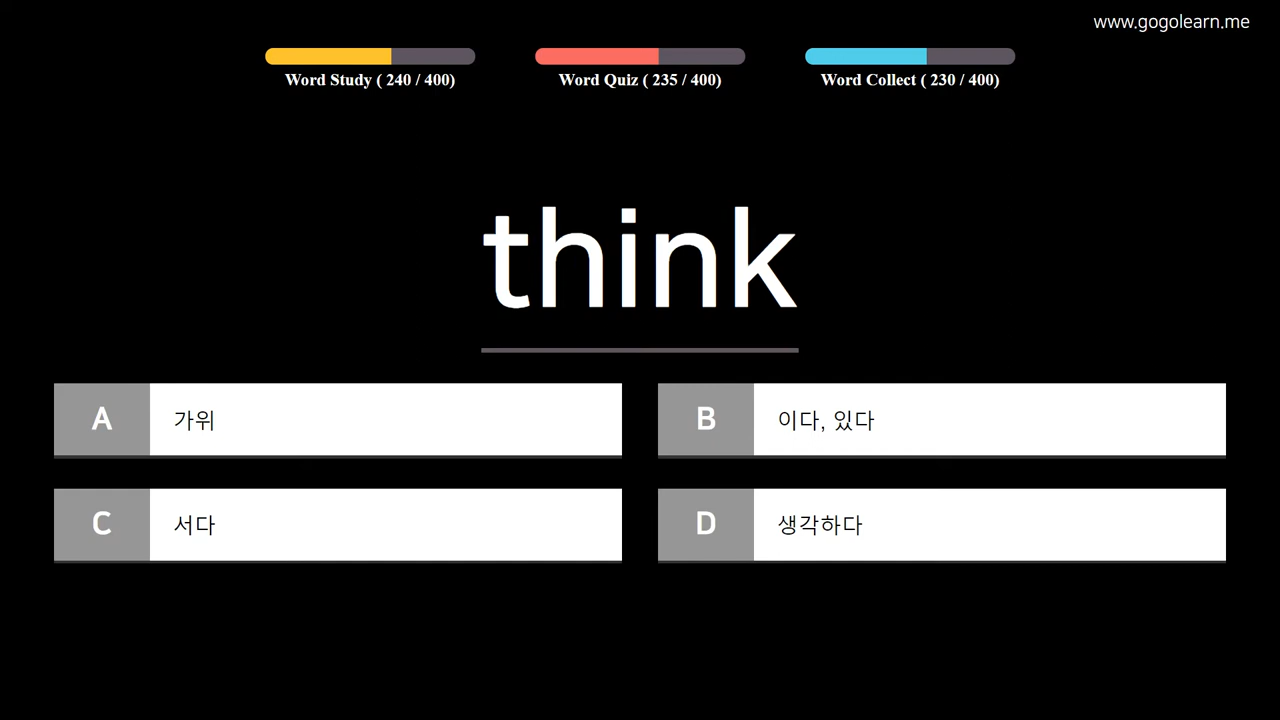 www.gogolearn.me
Word Study ( 240 / 400)
Word Quiz ( 235 / 400)
Word Collect ( 230 / 400)
think
A 가위
B 이다, 있다
C 서다
D 생각하다